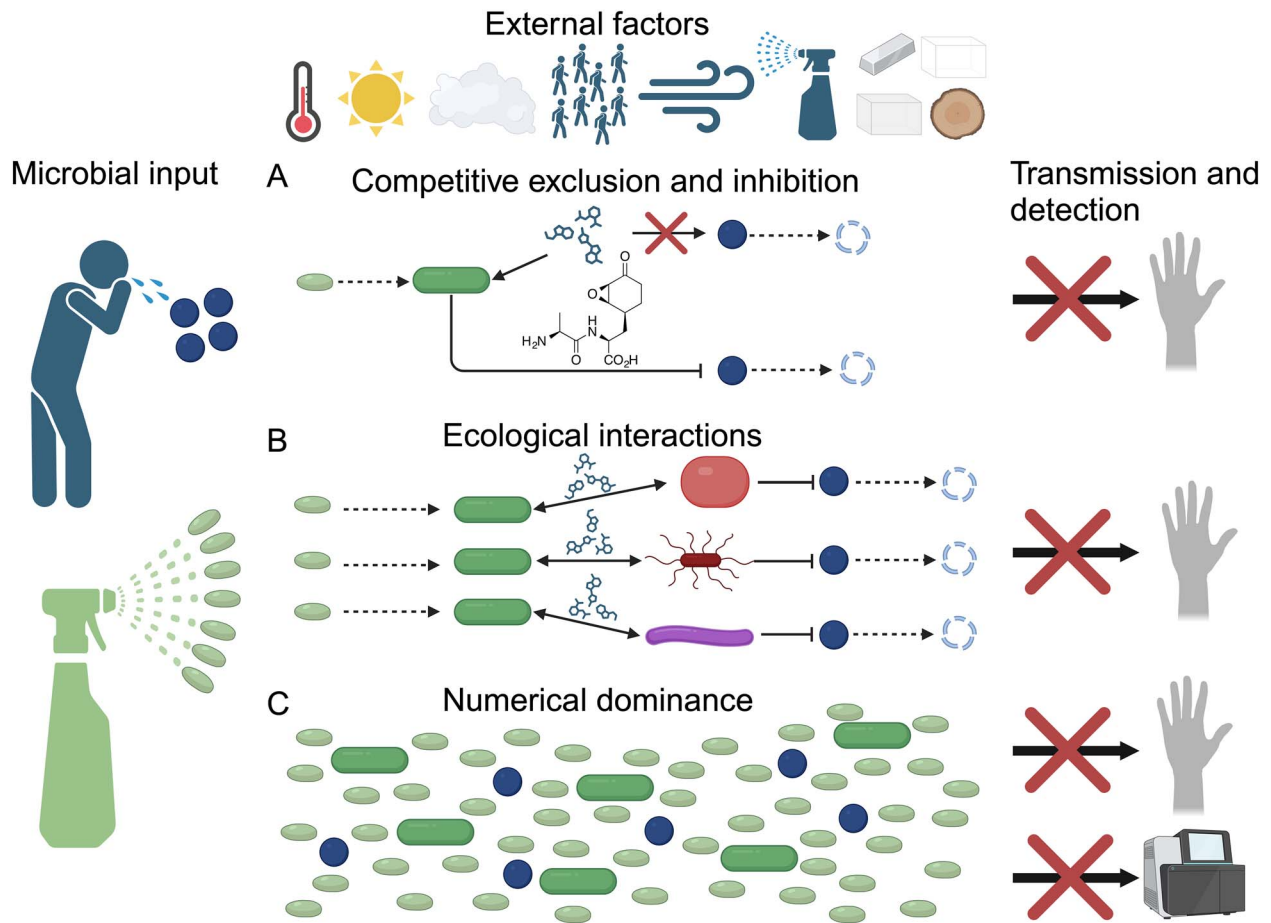 External factors
Microbial input
A
Competitive exclusion and inhibition
Transmission and
detection
O
O
H
N
H₂N
O
CO₂H
B
Ecological interactions
C
Numerical dominance